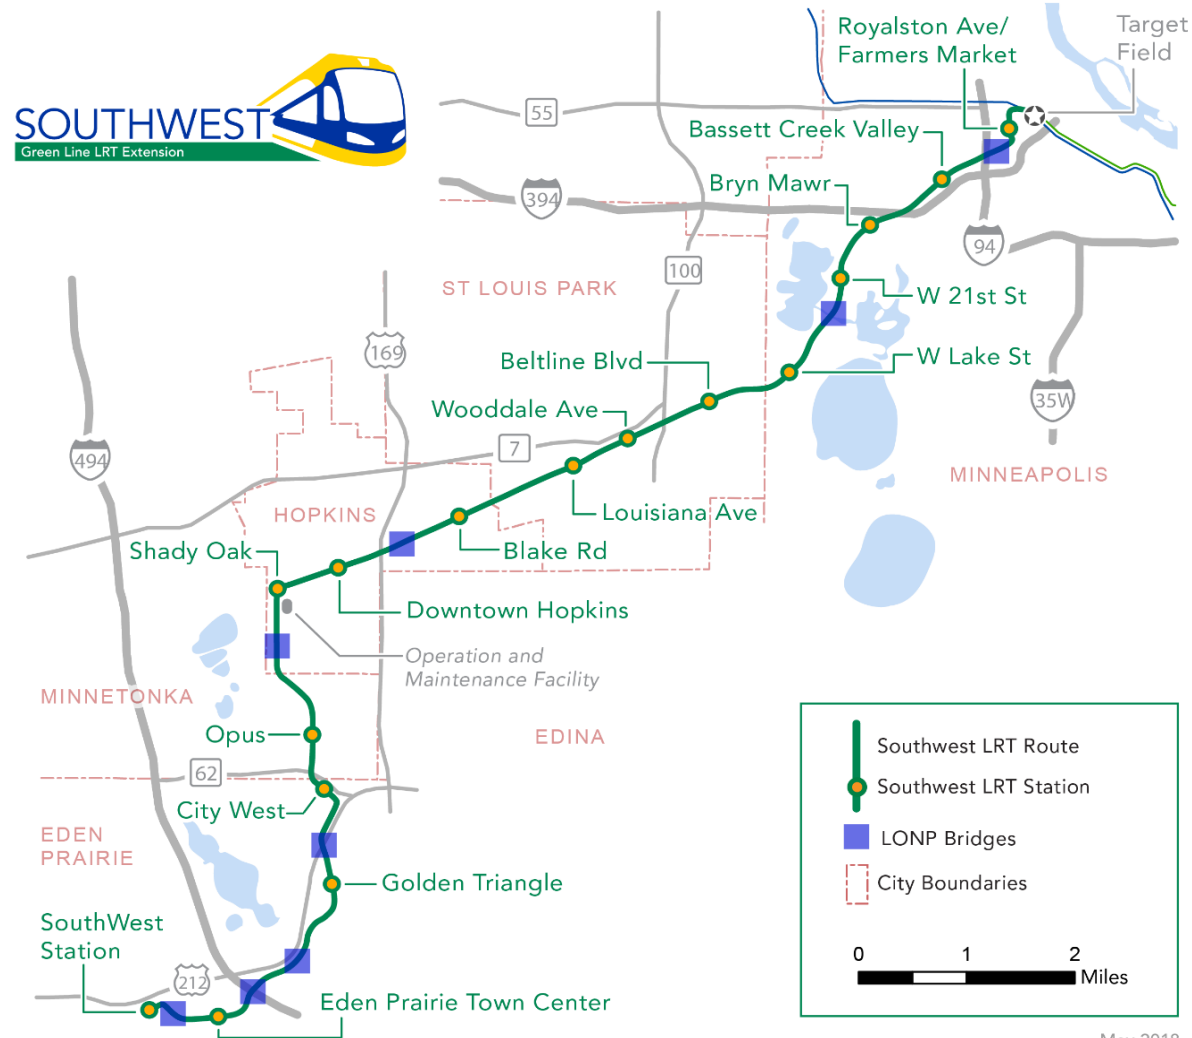 SOUTHWEST
Green Line LRT Extension
Royalston Ave/
Farmers Market
Target
Field
55
Bassett Creek Valley
Bryn Mawr
394
94
ST LOUIS PARK
100
W 21st St
169
Beltline Blvd
W Lake St
Wooddale Ave
35W
7
494
MINNEAPOLIS
HOPKINS
Louisiana Ave
Shady Oak
Blake Rd
Downtown Hopkins
Operation and
Maintenance Facility
MINNETONKA
Opus
EDINA
62
City West
EDEN
PRAIRIE
Golden Triangle
SouthWest
Station
212
Eden Prairie Town Center
Southwest LRT Route
Southwest LRT Station
LONP Bridges
City Boundaries
0 1 2
Miles
May 2018